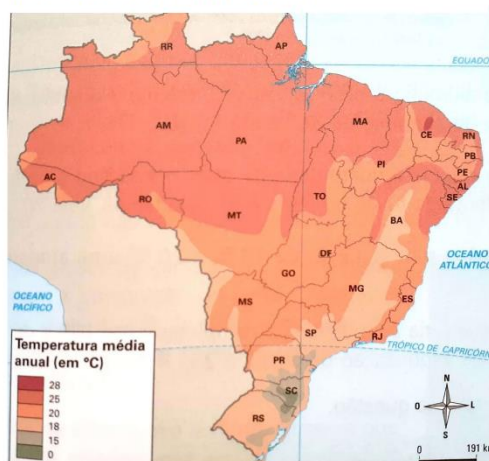 RR
AP
EQUADOR
AM
PA
MA
CE
RN
PB
PI
PE
AL
SE
AC
RO
TO
MT
BA
DF
GO
OCEANO
ATLÂNTICO
OCEANO
PACÍFICO
MG
ES
MS
SP
RJ
TRÓPICO DE CAPRICÓRN
PR
SC
RS
Temperatura média
anual (em °C)
28
25
20
18
15
0
N
O
L
S
0 191 km